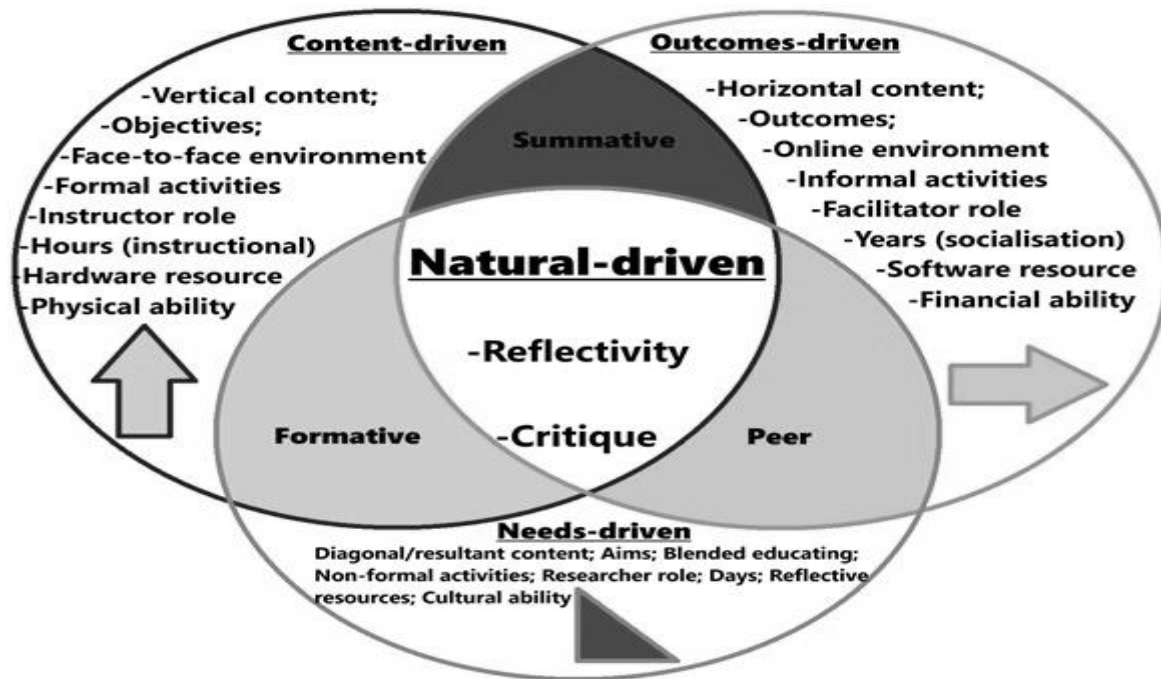 Content-driven
-Vertical content;
-Objectives;
-Face-to-face environment
-Formal activities
-Instructor role
-Hours (instructional)
-Hardware resource
-Physical ability
Outcomes-driven
-Horizontal content;
-Outcomes;
-Online environment
-Informal activities
-Facilitator role
-Years (socialisation)
-Software resource
-Financial ability
Summative
Natural-driven
-Reflectivity
-Critique
Formative
Peer
Needs-driven
Diagonal/resultant content; Aims; Blended educating;
Non-formal activities; Researcher role; Days; Reflective
resources; Cultural ability